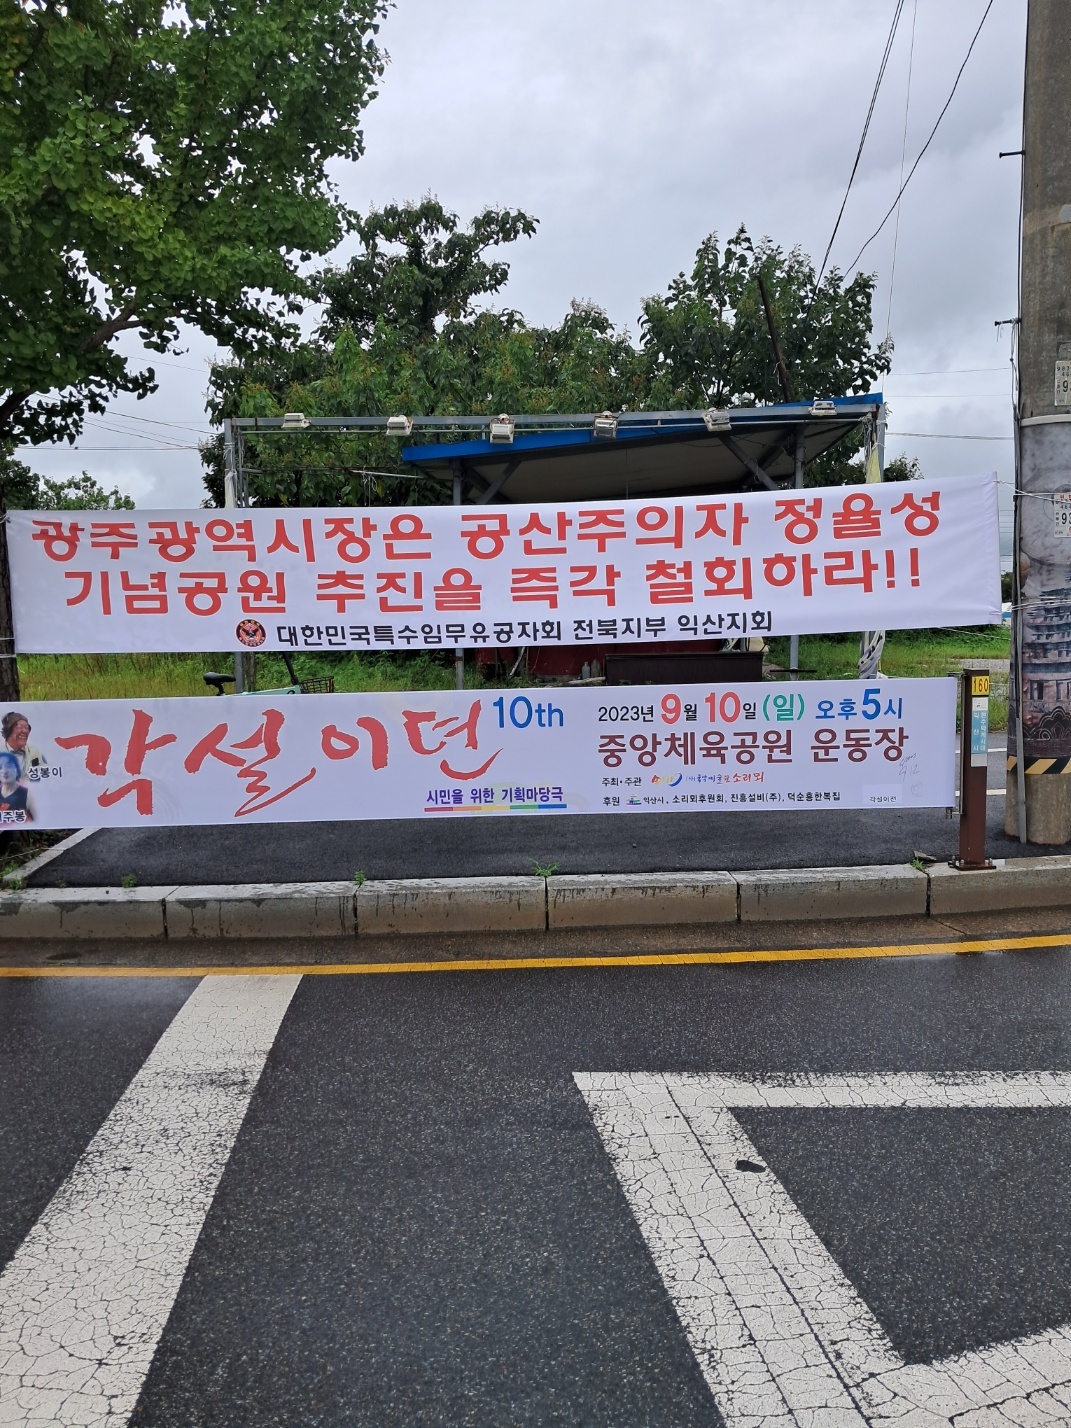 광주광역시장은 공산주의자 정율성
기념공원 추진을 즉각 철회하라!!
대한민국특수임무유공자회 전북지부 익산지회
각설이뎐 10th
성봉이
시민을 위한 기획마당극
2023년 9월 10일(일) 오후5시
중앙체육공원 운동장
주최·주관
소리뫼
후원 익산시, 소리뫼후원회, 진흥설비(주), 덕순흥한복집
각설이전
160